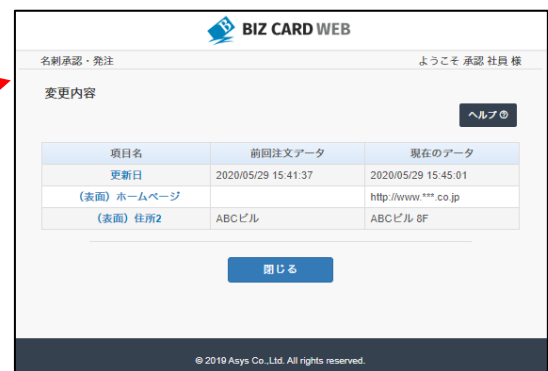 BIZ CARD WEB
名刺承認・発注 ようこそ 承認 社員 様
変更内容
ヘルプ
項目名 前回注文データ 現在のデータ
更新日 2020/05/29 15:41:37 2020/05/29 15:45:01
(表面) ホームページ http://www.***.co.jp
(表面) 住所2 ABCビル ABCビル 8F
閉じる
© 2019 Asys Co.,Ltd. All rights reserved.